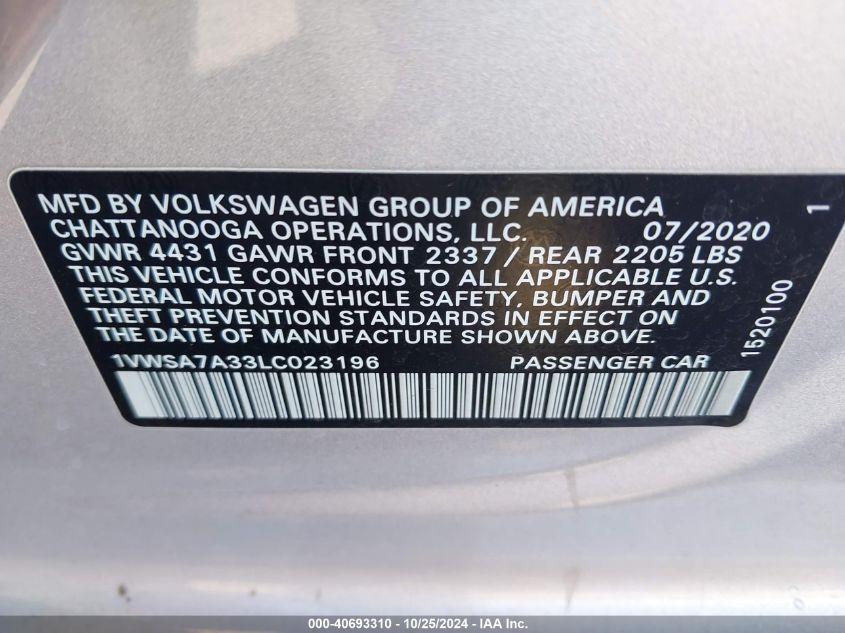 MFD BY VOLKSWAGEN GROUP OF AMERICA
CHATTANOOGA OPERATIONS, LLC. 07/2020
GVWR 4431 GAWR FRONT 2337 / REAR 2205 LBS
THIS VEHICLE CONFORMS TO ALL APPLICABLE U.S.
FEDERAL MOTOR VEHICLE SAFETY, BUMPER AND
THEFT PREVENTION STANDARDS IN EFFECT ON
THE DATE OF MANUFACTURE SHOWN ABOVE.
1VWSA7A33LC023196 PASSENGER CAR
1520100 1
000-40693310 - 10/25/2024 - IAA Inc.